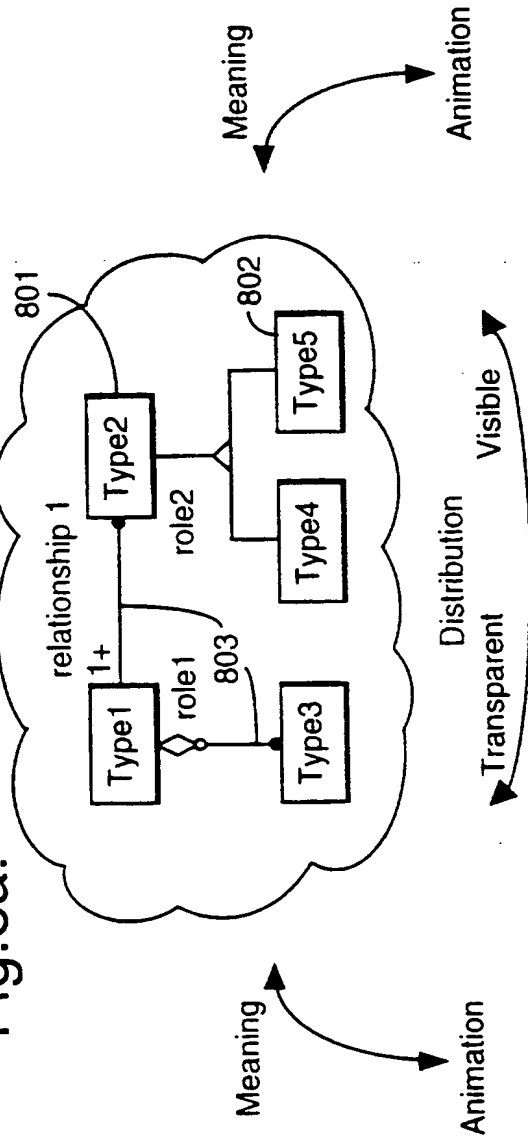 Fig.8a.
801
relationship 1
1+
Type1
Type2
role1
803
role2
802
Type3
Type4
Type5
Meaning
Animation
Meaning
Animation
Distribution
Transparent
Visible